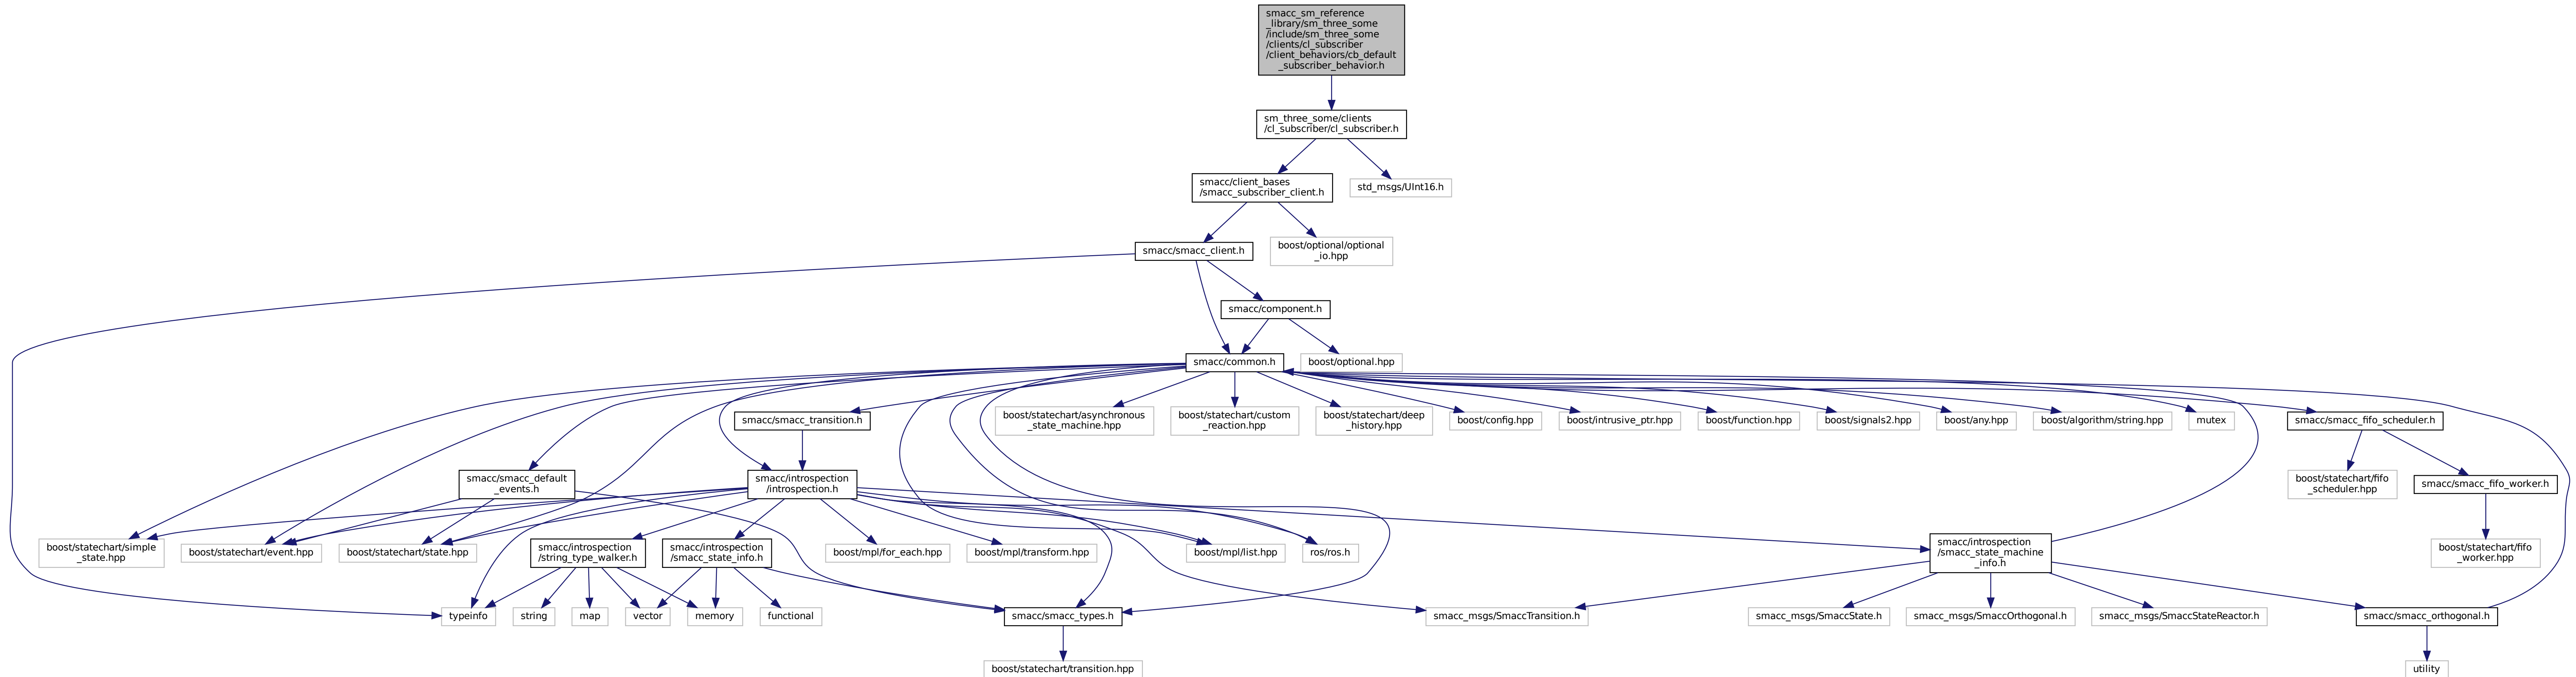 smacc_sm_reference
_library/sm_three_some
/include/sm_three_some
/clients/cl_subscriber
/client_behaviors/cb_default
_subscriber_behavior.h
sm_three_some/clients
/cl_subscriber/cl_subscriber.h
smacc/client_bases
/smacc_subscriber_client.h
std_msgs/UInt16.h
smacc/smacc_client.h
boost/optional/optional
_io.hpp
smacc/component.h
smacc/common.h
boost/optional.hpp
smacc/smacc_transition.h
boost/statechart/asynchronous
_state_machine.hpp
boost/statechart/custom
_reaction.hpp
boost/statechart/deep
_history.hpp
boost/config.hpp
boost/intrusive_ptr.hpp
boost/function.hpp
boost/signals2.hpp
boost/any.hpp
boost/algorithm/string.hpp
mutex
smacc/smacc_fifo_scheduler.h
smacc/smacc_default
_events.h
smacc/introspection
/introspection.h
boost/statechart/fifo
_scheduler.hpp
smacc/smacc_fifo_worker.h
boost/statechart/simple
_state.hpp
boost/statechart/event.hpp
boost/statechart/state.hpp
smacc/introspection
/string_type_walker.h
smacc/introspection
/smacc_state_info.h
boost/mpl/for_each.hpp
boost/mpl/transform.hpp
boost/mpl/list.hpp
ros/ros.h
smacc/introspection
/smacc_state_machine
_info.h
boost/statechart/fifo
_worker.hpp
typeinfo
string
map
vector
memory
functional
smacc/smacc_types.h
smacc_msgs/SmaccTransition.h
smacc_msgs/SmaccState.h
smacc_msgs/SmaccOrthogonal.h
smacc_msgs/SmaccStateReactor.h
smacc/smacc_orthogonal.h
boost/statechart/transition.hpp
utility